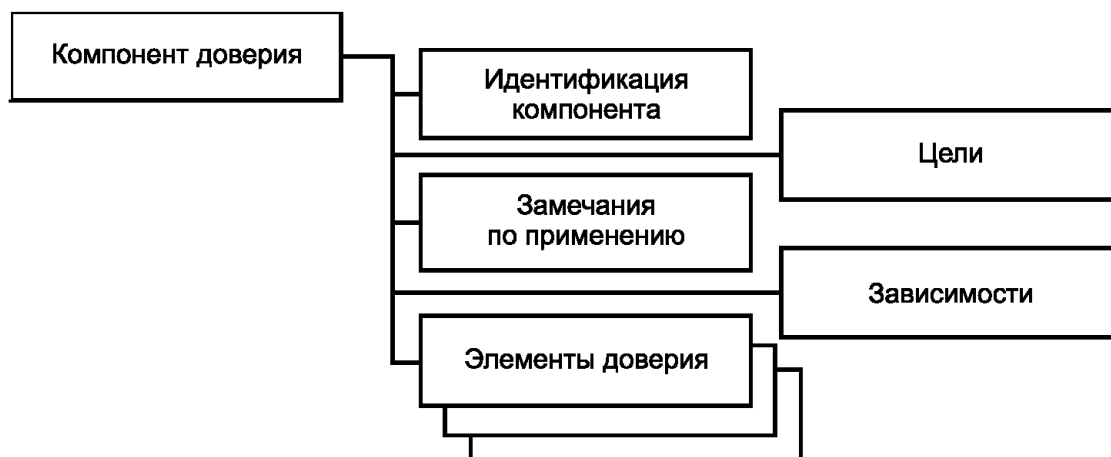 Компонент доверия
Идентификация
компонента
Цели
Замечания
по применению
Зависимости
Элементы доверия